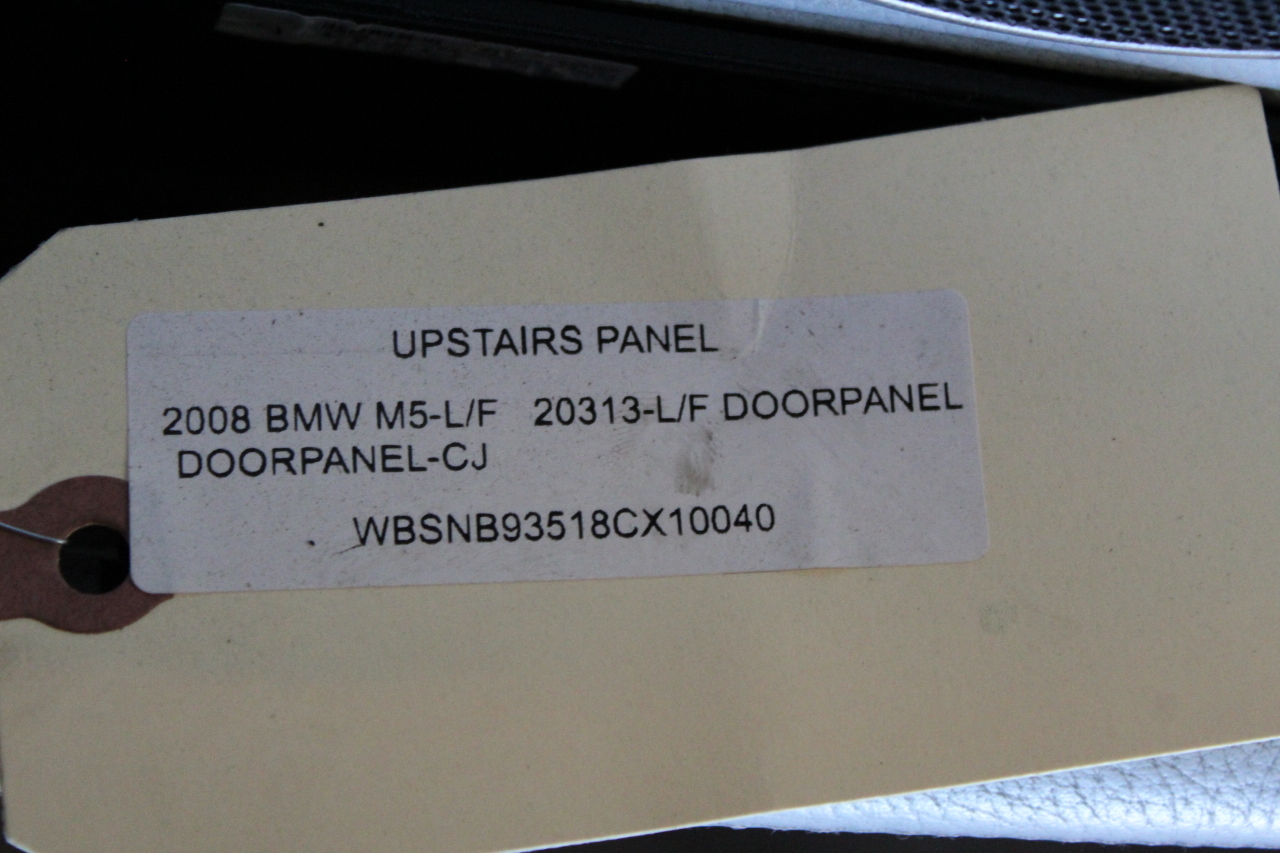 UPSTAIRS PANEL
2008 BMW M5-L/F 20313-L/F DOORPANEL
DOORPANEL-CJ
WBSNB93518CX10040